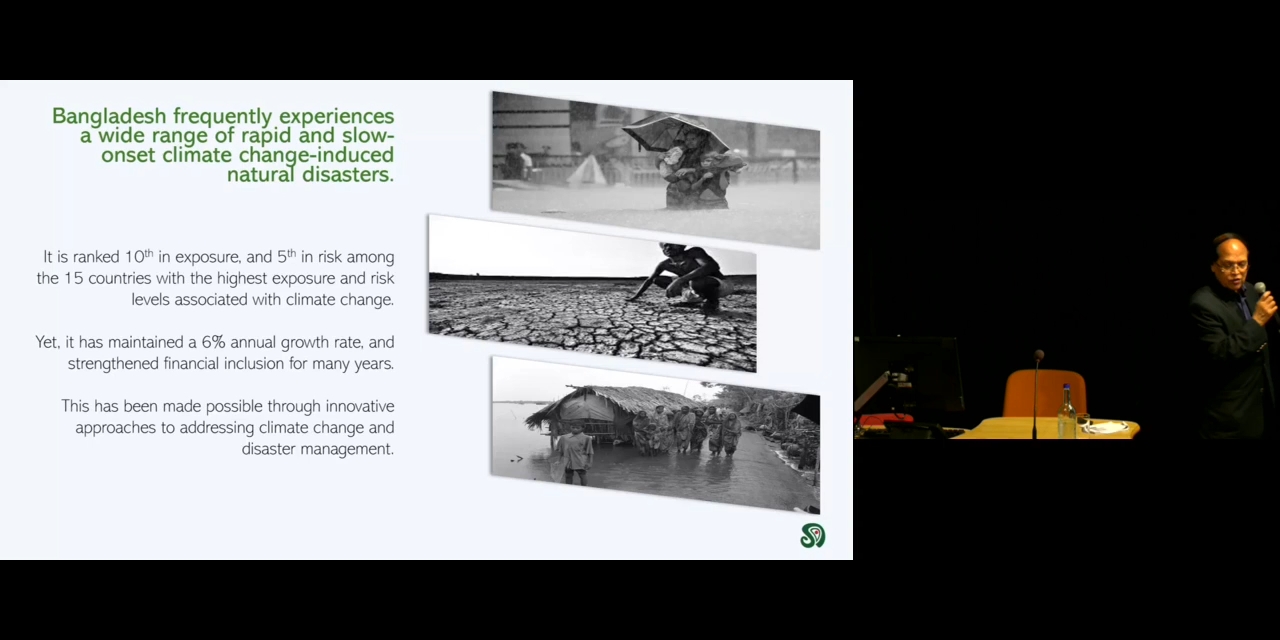 Bangladesh frequently experiences
a wide range of rapid and slow-
onset climate change-induced
natural disasters.
It is ranked 10th in exposure, and 5th in risk among
the 15 countries with the highest exposure and risk
levels associated with climate change.
Yet, it has maintained a 6% annual growth rate, and
strengthened financial inclusion for many years.
This has been made possible through innovative
approaches to addressing climate change and
disaster management.